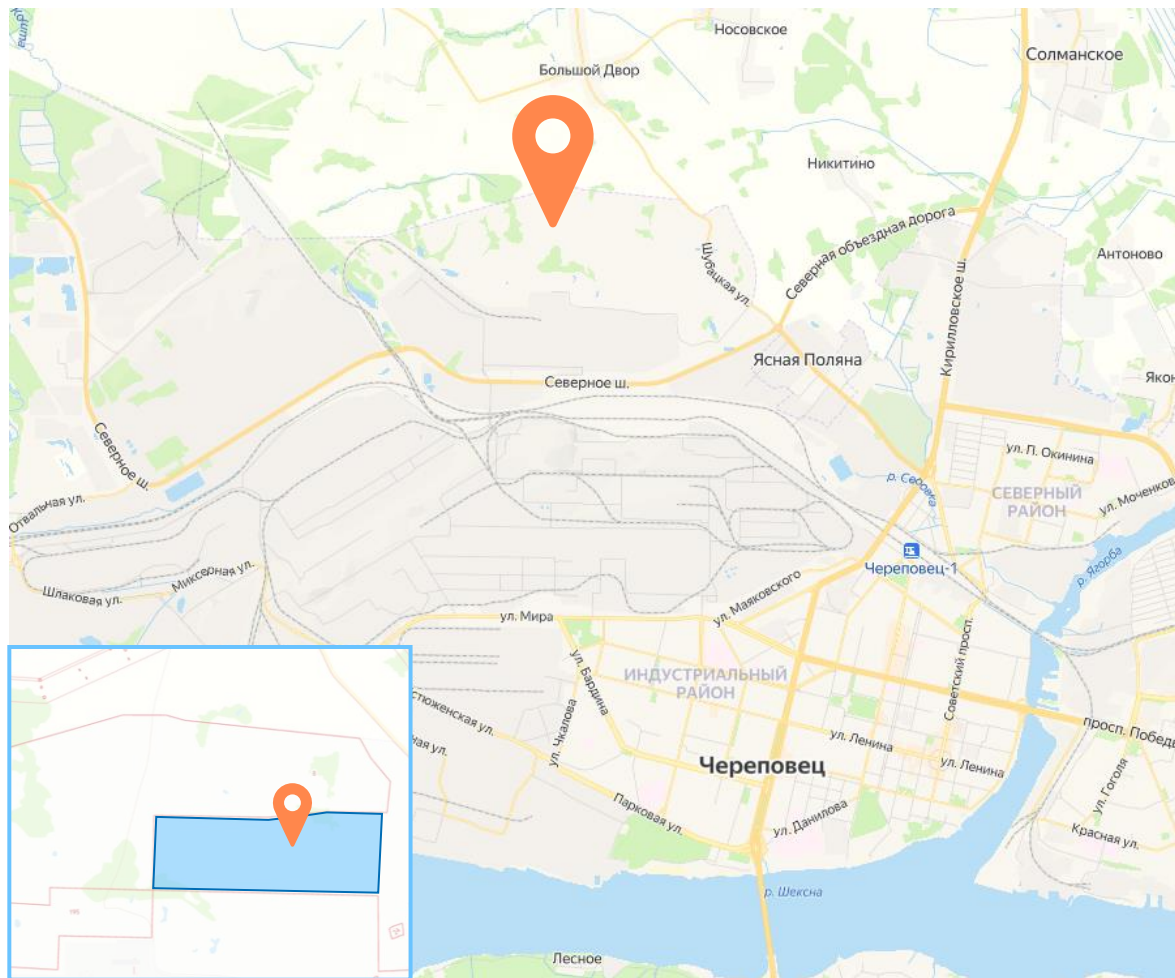 Носовское
Солманское
Большой Двор
Никитино
Северная объездная дорога
Антоново
Шубацкая ул.
Кирилловское ш.
Ясная Поляна
Северное ш.
Якон
Северное ш.
ул. П. Окинина
р. Серовка
СЕВЕРНЫЙ
РАЙОН
ул. Моченков
Отвальная ул.
Череповец-1
р. Ягорба
Миксерная ул.
Шлаковая ул.
ул. Маяковского
ул. Мира
Советский просп.
ИНДУСТРИАЛЬНЫЙ
РАЙОН
ул. Бардина
стюженская ул.
ул. Чкалова
просп. Победы
ная ул.
ул. Ленина
ул. Ленина
Череповец
ул. Гоголя
Парковая ул.
ул. Данилова
Красная ул.
р. Шексна
195
Лесное